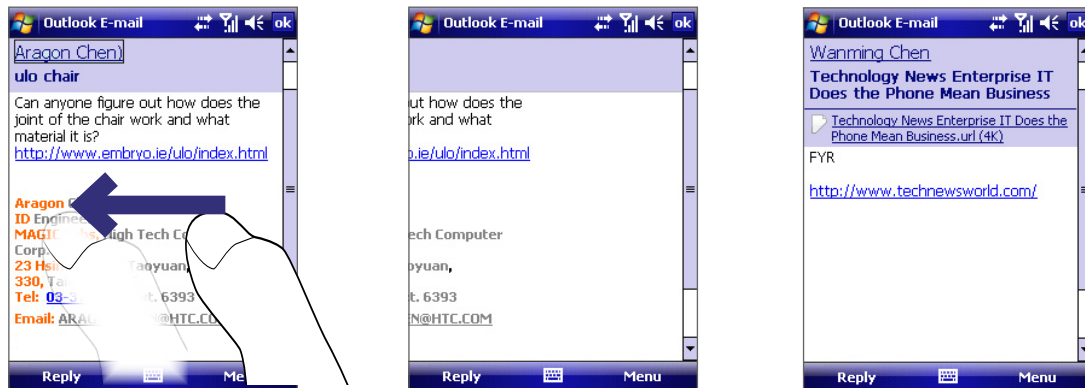 Outlook E-mail ok
Aragon Chen)
ulo chair
Can anyone figure out how does the
joint of the chair work and what
material it is?
http://www.embryo.ie/ulo/index.html
Aragon
ID
High Tech
Corp.
23 Taoyuan,
330,
Tel: 6393
Email: @HTC.CO
Reply Me
Outlook E-mail ok
ut how does the
rk and what
o.ie/ulo/index.html
ech Computer
oyuan,
t. 6393
EN@HTC.COM
Reply Menu
Outlook E-mail ok
Wanming Chen
Technology News Enterprise IT
Does the Phone Mean Business
Technology News Enterprise IT Does the
Phone Mean Business.url (4K)
FYR
http://www.technewsworld.com/
Reply Menu